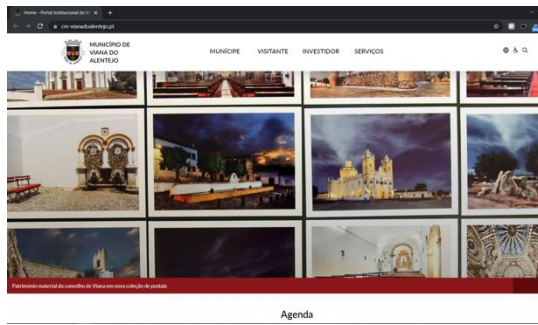 Home - Portal Institucional do
cm-vianadoalentejo.pt
MUNICÍPIO DE
VIANA DO
ALENTEJO
MUNÍCIPE VISITANTE INVESTIDOR SERVIÇOS
Património material do concelho de Viana em nova coleção de postais
Agenda